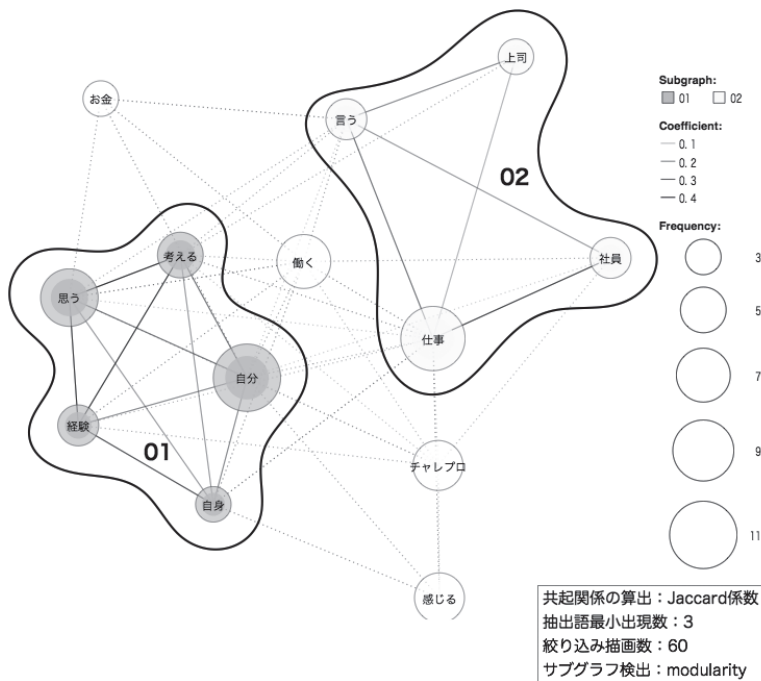 お金
上司
言う
02
社員
考える
働く
思う
仕事
自分
経験
01
自身
チャレプロ
感じる
Subgraph:
01 02
Coefficient:
0. 1
0. 2
0. 3
0. 4
Frequency:
3
5
7
9
11
共起関係の算出：Jaccard係数
抽出語最小出現数：3
絞り込み描画数：60
サブグラフ検出：modularity